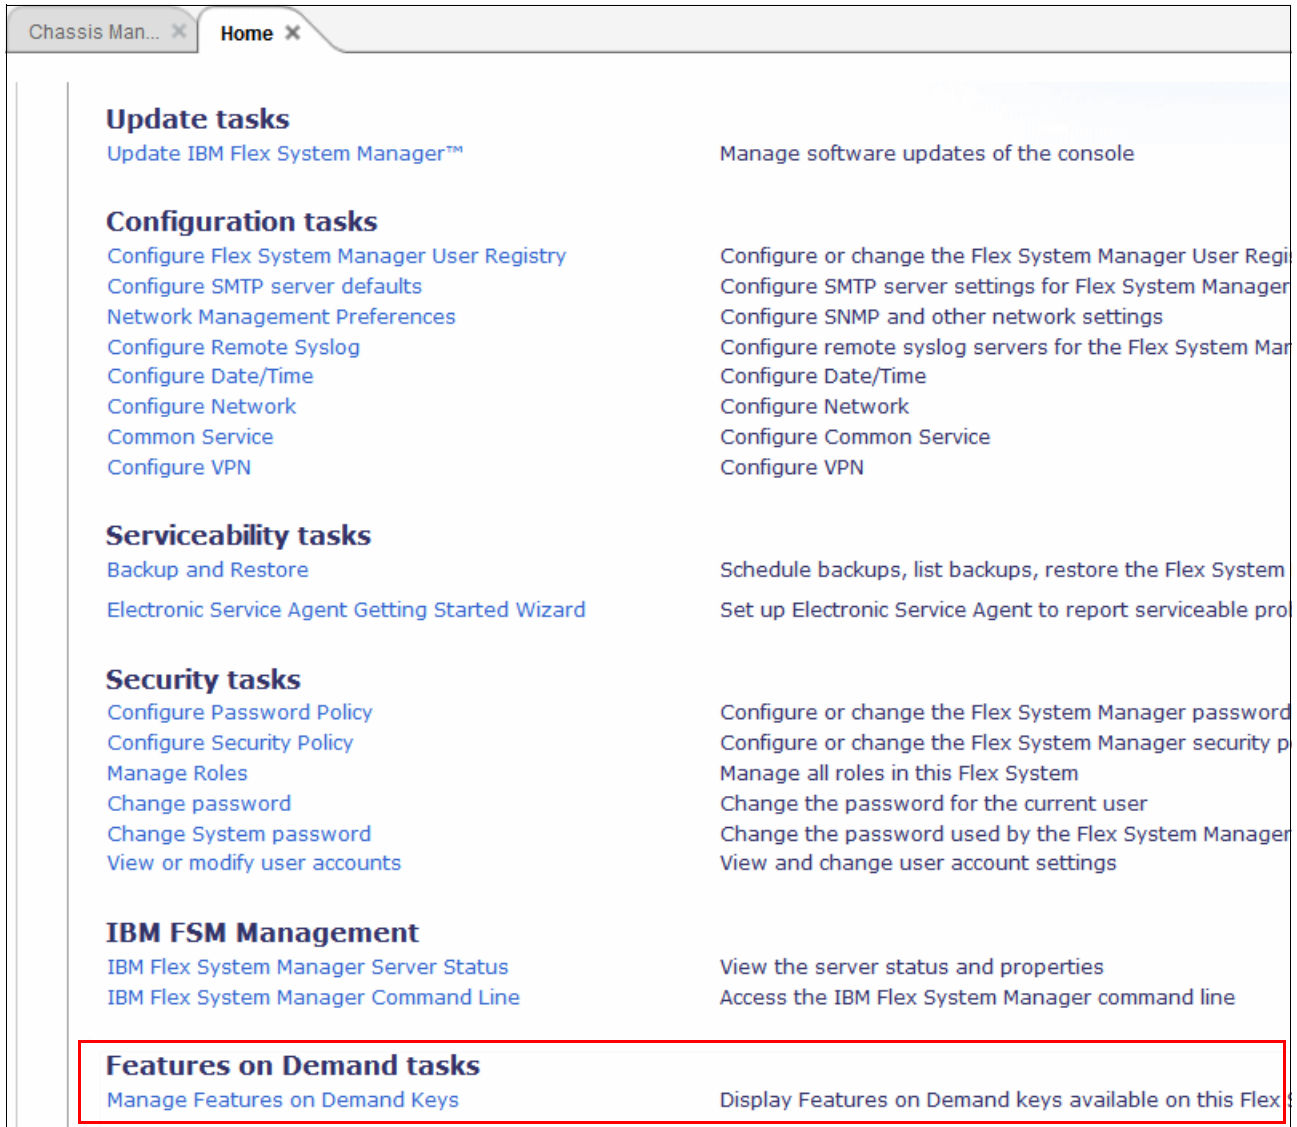 Chassis Man...
Home
Update tasks
Update IBM Flex System Manager™ Manage software updates of the console
Configuration tasks
Configure Flex System Manager User Registry Configure or change the Flex System Manager User Regi
Configure SMTP server defaults Configure SMTP server settings for Flex System Manager
Network Management Preferences Configure SNMP and other network settings
Configure Remote Syslog Configure remote syslog servers for the Flex System Mar
Configure Date/Time Configure Date/Time
Configure Network Configure Network
Common Service Configure Common Service
Configure VPN Configure VPN
Serviceability tasks
Backup and Restore Schedule backups, list backups, restore the Flex System
Electronic Service Agent Getting Started Wizard Set up Electronic Service Agent to report serviceable pro
Security tasks
Configure Password Policy Configure or change the Flex System Manager password
Configure Security Policy Configure or change the Flex System Manager security p
Manage Roles Manage all roles in this Flex System
Change password Change the password for the current user
Change System password Change the password used by the Flex System Manager
View or modify user accounts View and change user account settings
IBM FSM Management
IBM Flex System Manager Server Status View the server status and properties
IBM Flex System Manager Command Line Access the IBM Flex System Manager command line
Features on Demand tasks
Manage Features on Demand Keys Display Features on Demand keys available on this Flex S